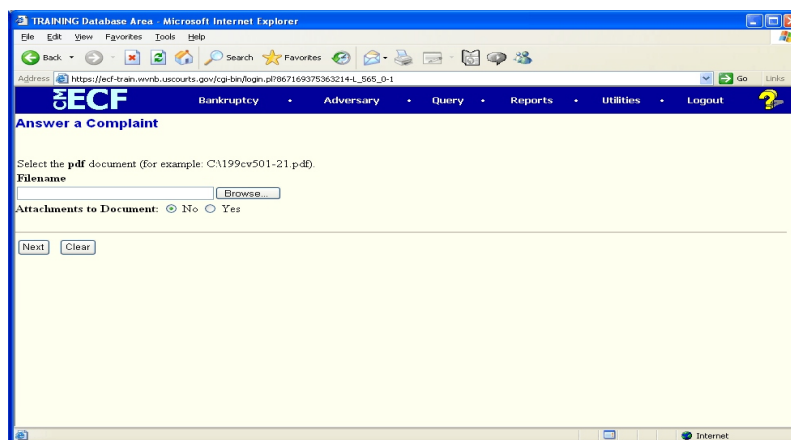 TRAINING Database Area - Microsoft Internet Explorer
File Edit View Favorites Tools Help
Back Search Favorites
Address https://ecf-train.wvnb.uscourts.gov/cgi-bin/login.pl?867169375363214-L_565_0-1 Go Links
CM ECF Bankruptcy • Adversary • Query • Reports • Utilities • Logout ?
Answer a Complaint
Select the pdf document (for example: C:\199cv501-21.pdf).
Filename
Browse...
Attachments to Document: No Yes
Next Clear
Internet